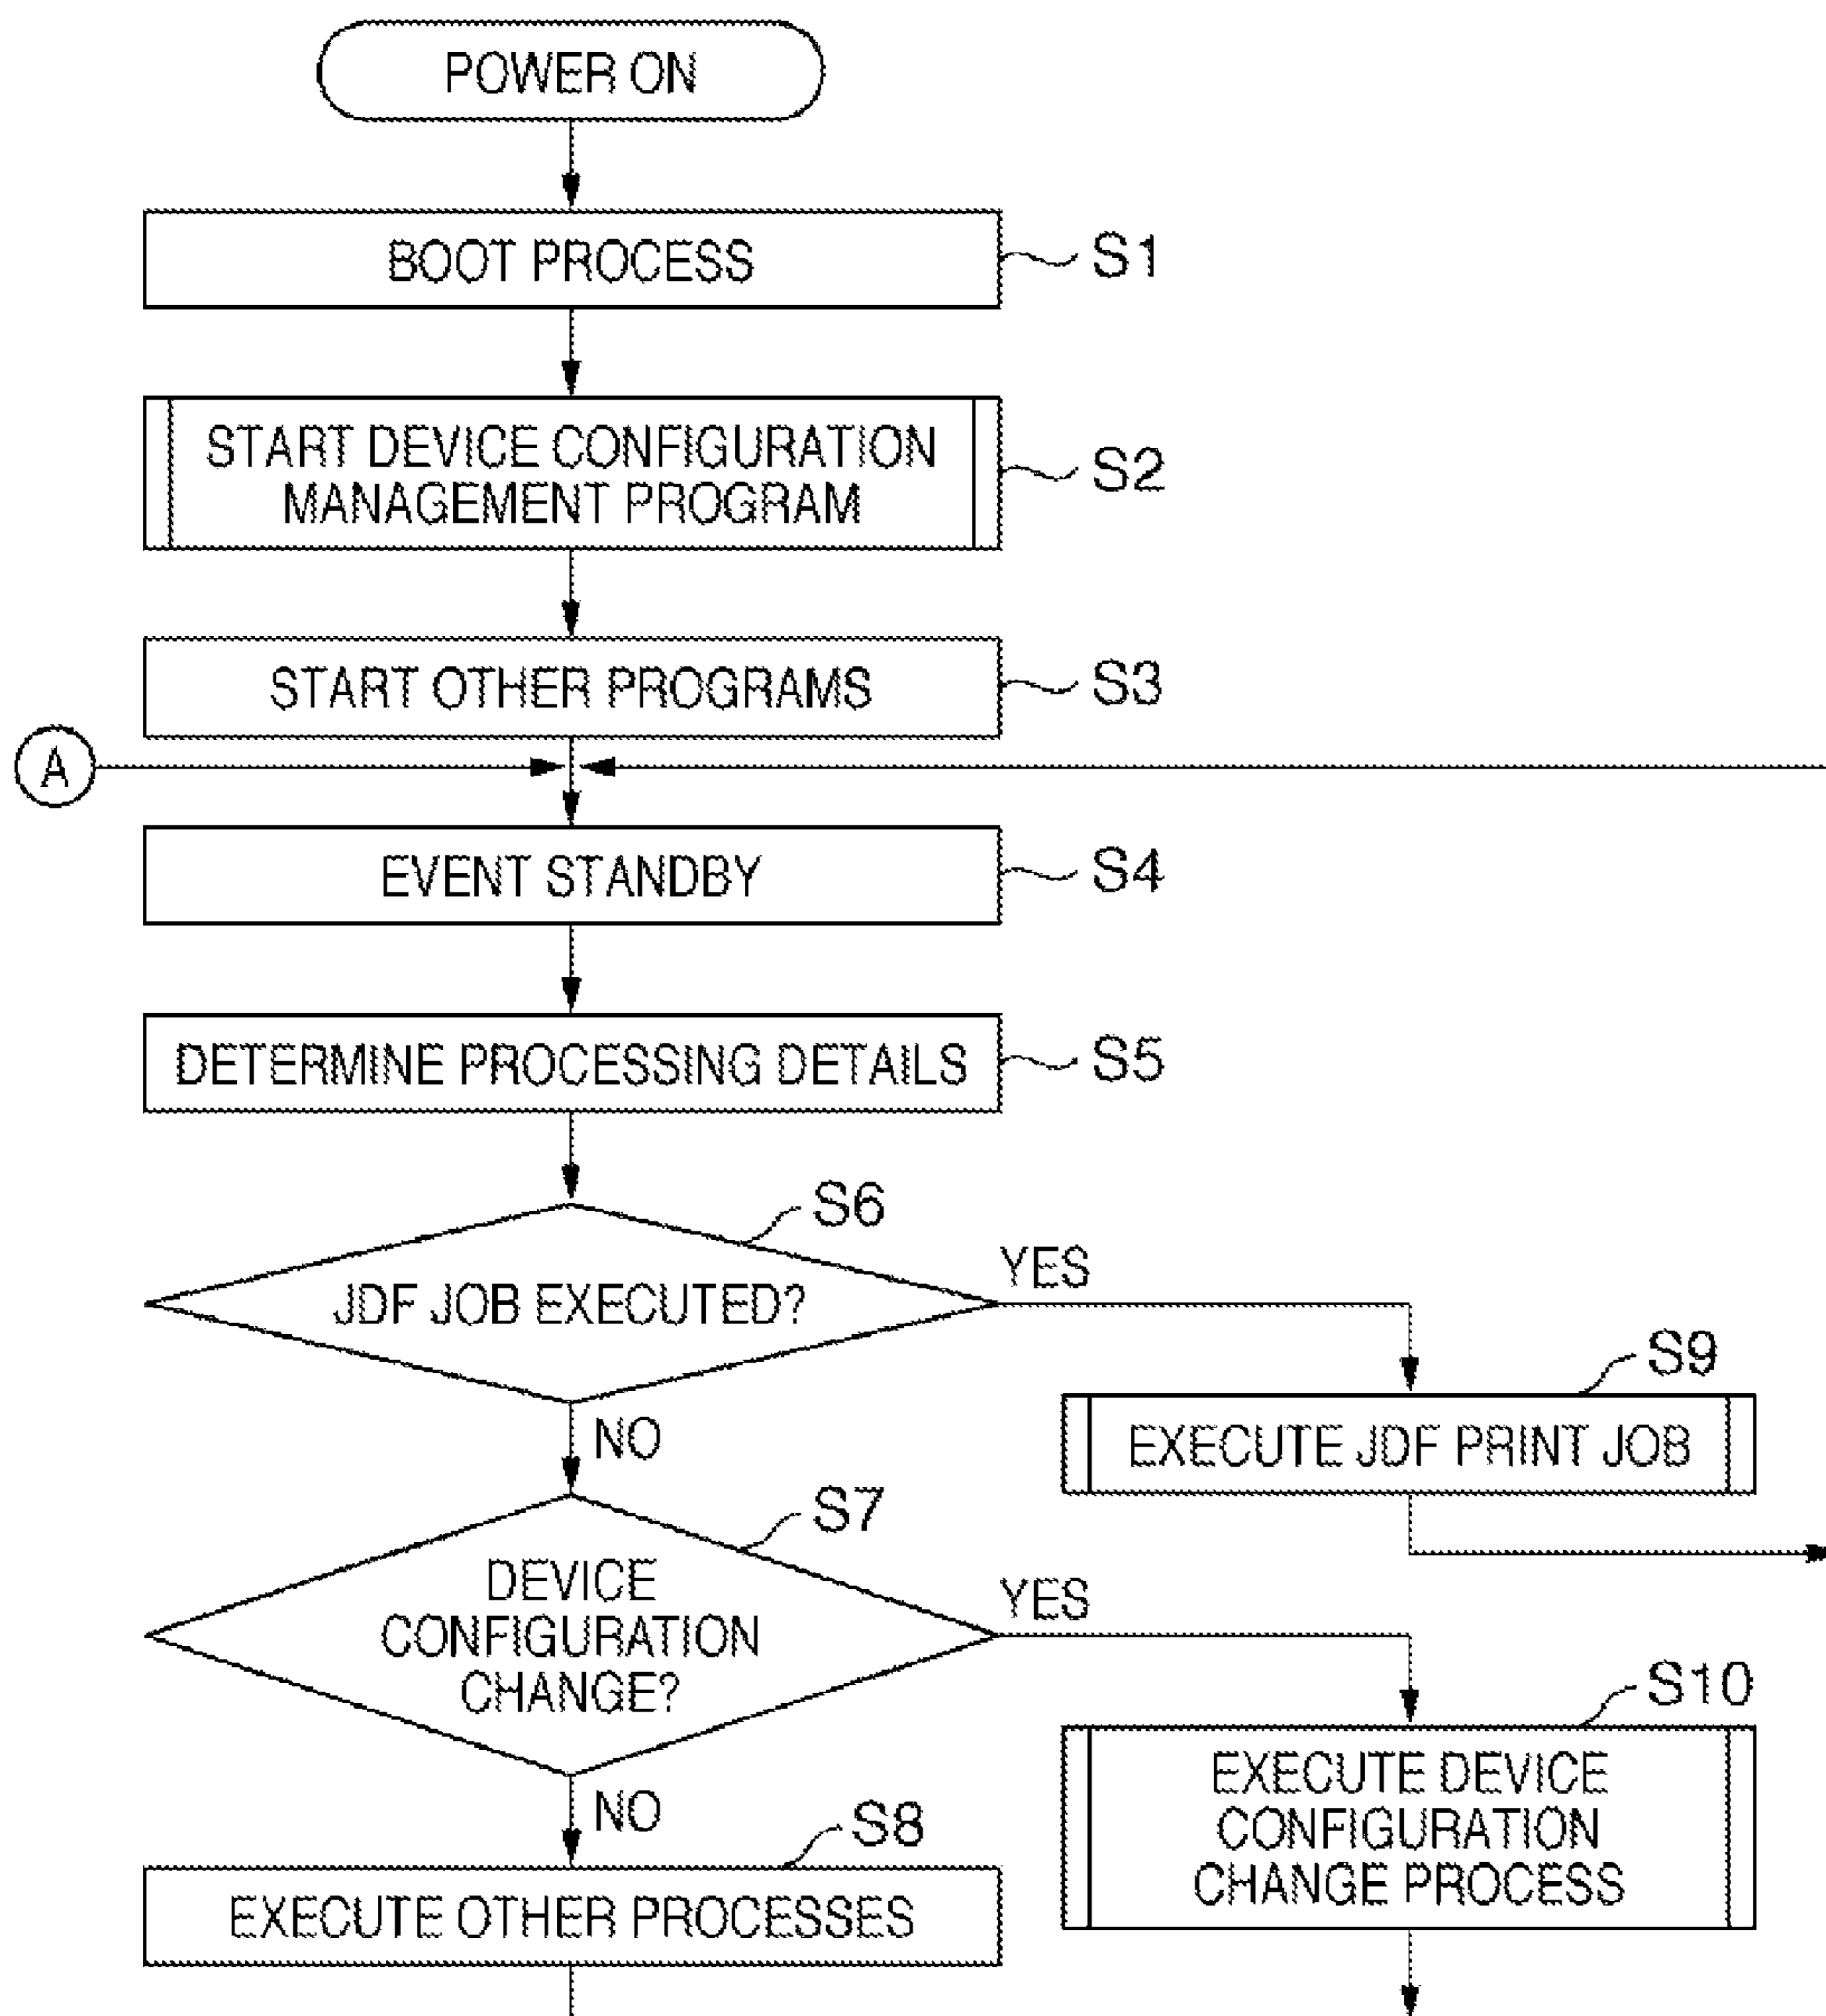 POWER ON
BOOT PROCESS
S1
START DEVICE CONFIGURATION
MANAGEMENT PROGRAM
S2
START OTHER PROGRAMS
S3
A
EVENT STANDBY
S4
DETERMINE PROCESSING DETAILS
S5
S6
JDF JOB EXECUTED?
YES
NO
S9
EXECUTE JDF PRINT JOB
S7
DEVICE
CONFIGURATION
CHANGE?
YES
NO
S10
EXECUTE DEVICE
CONFIGURATION
CHANGE PROCESS
S8
EXECUTE OTHER PROCESSES